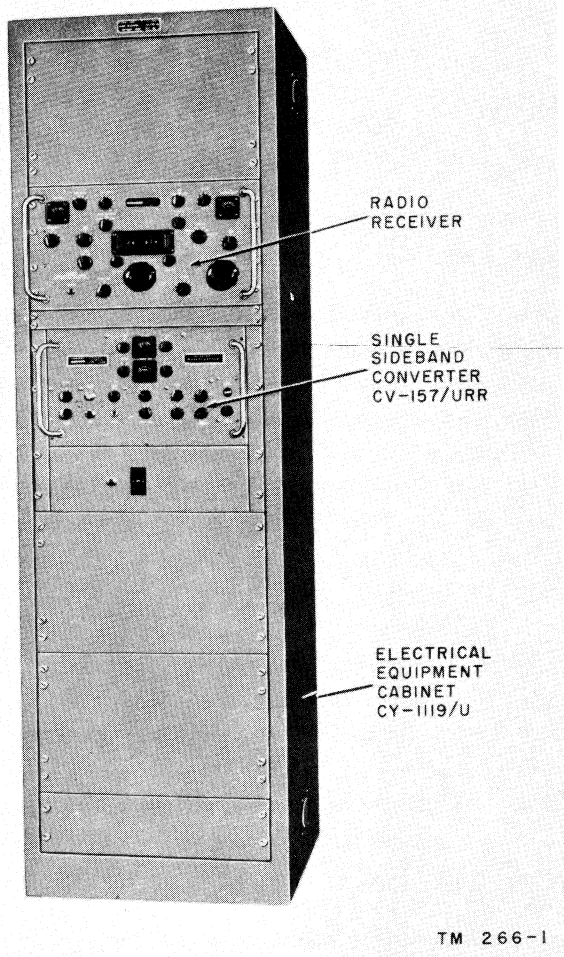 RADIO
RECEIVER
SINGLE
SIDEBAND
CONVERTER
CV-157/URR
ELECTRICAL
EQUIPMENT
CABINET
CY-1119/U
TM 266-1